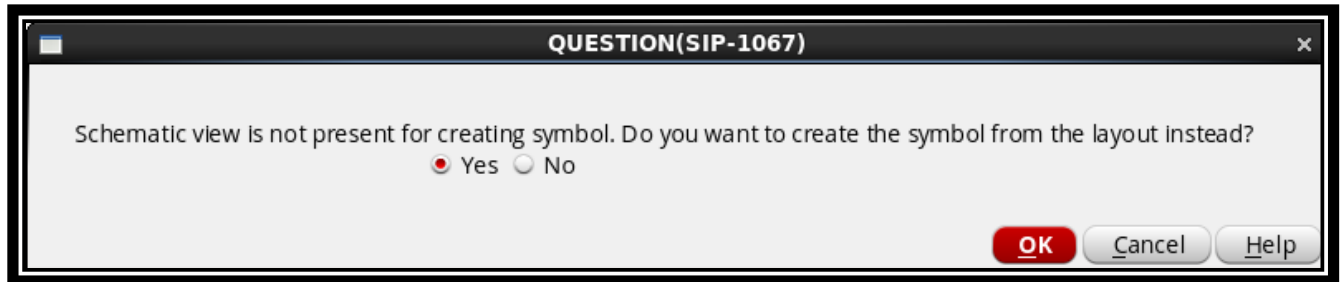 QUESTION(SIP-1067)
Schematic view is not present for creating symbol. Do you want to create the symbol from the layout instead?
Yes No
OK Cancel Help